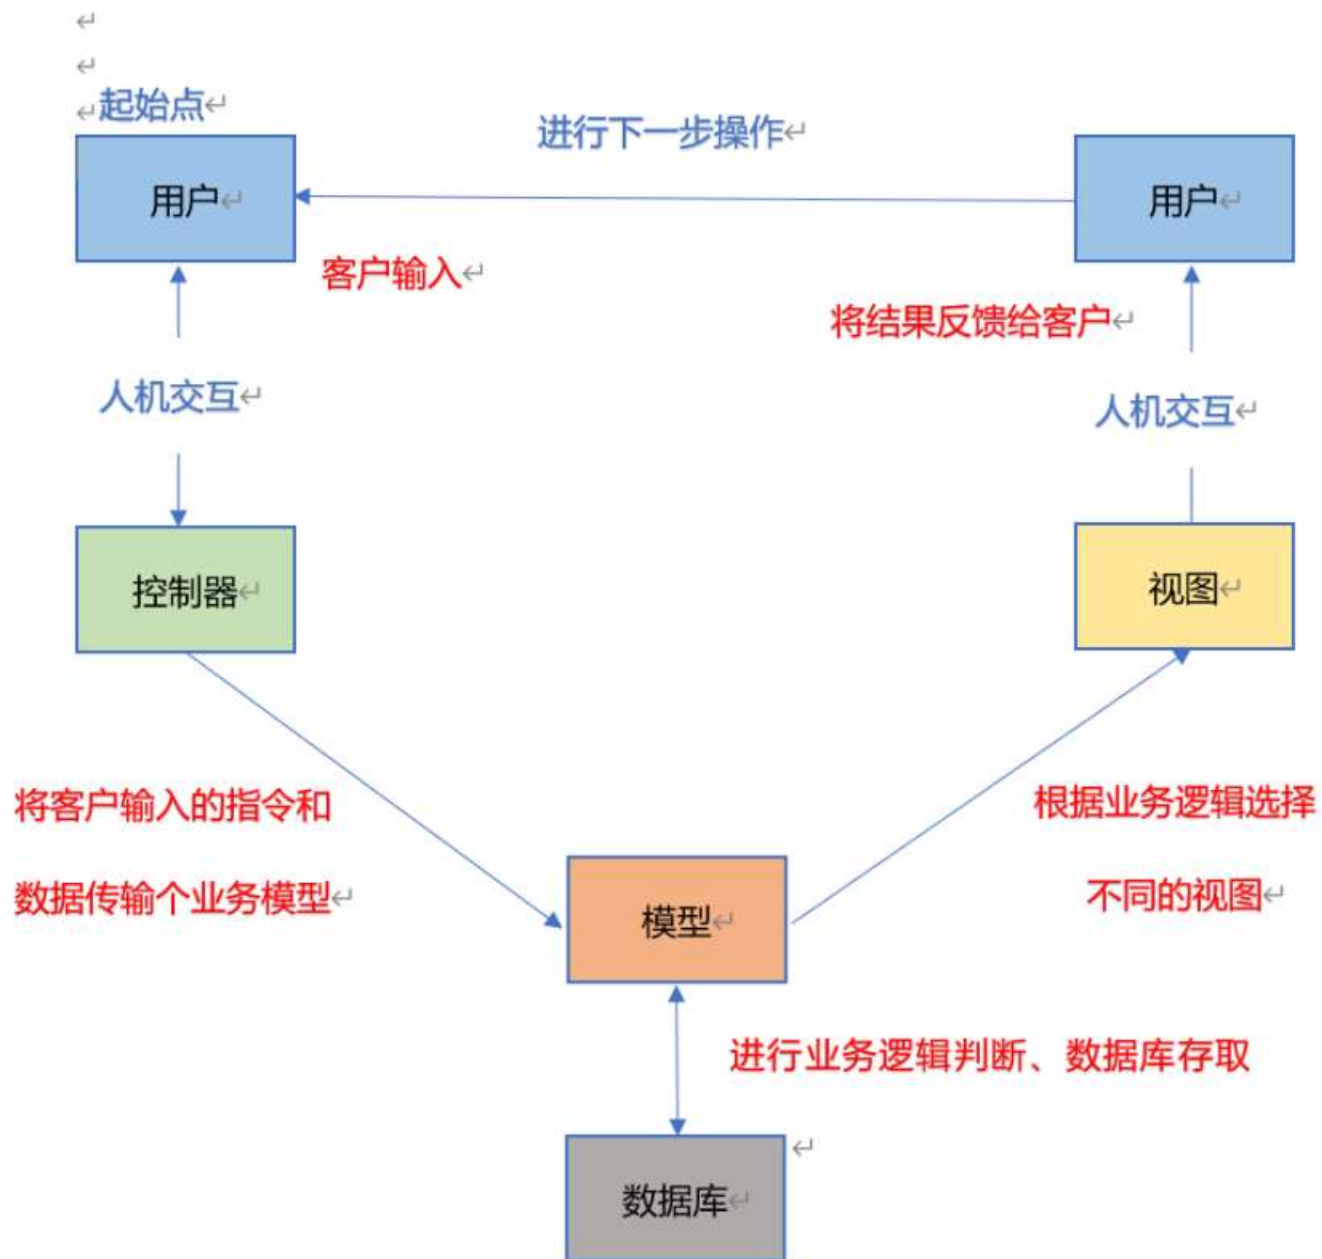 起始点
进行下一步操作
用户
用户
客户输入
将结果反馈给客户
人机交互
人机交互
控制器
视图
将客户输入的指令和
数据传输个业务模型
根据业务逻辑选择
不同的视图
模型
进行业务逻辑判断、数据库存取
数据库